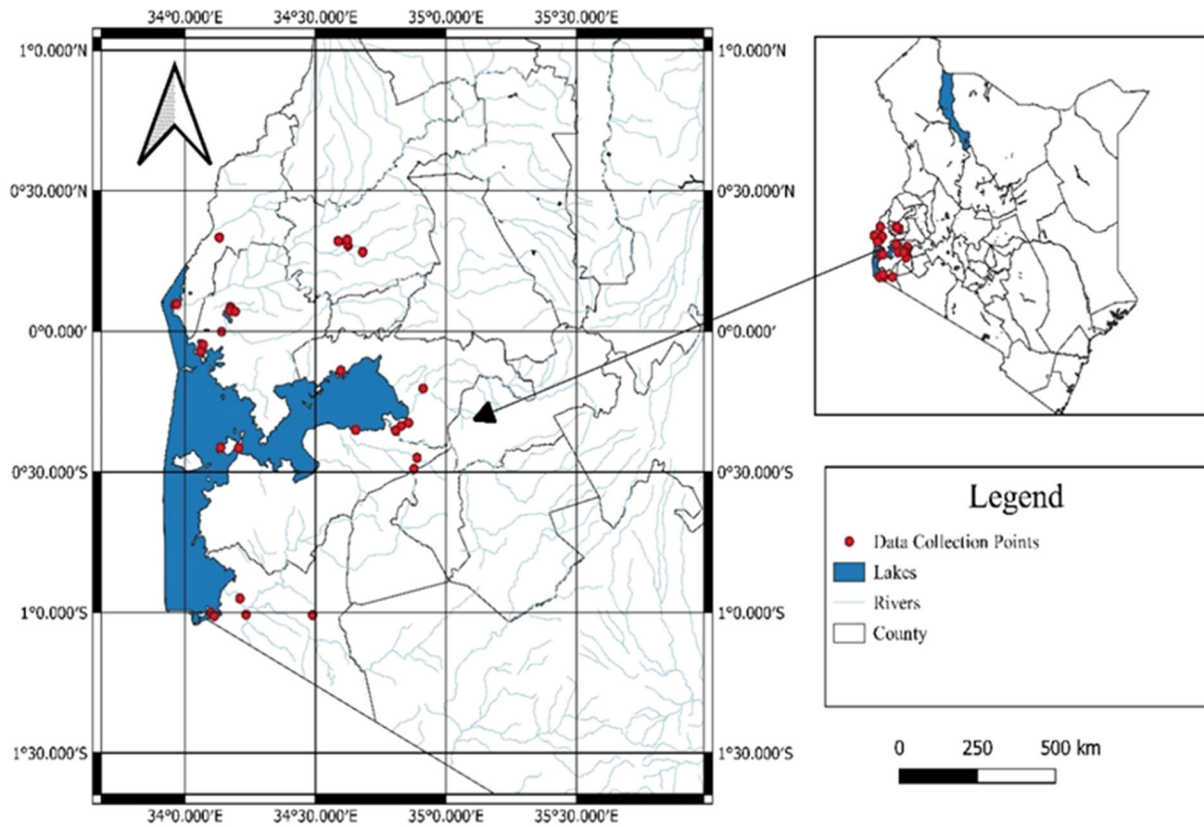 34°0.000′E 34°30.000′E 35°0.000′E 35°30.000′E
1°0.000′N 1°0.000′N
0°30.000′N 0°30.000′N
0°0.000′ 0°0.000′
0°30.000′S 0°30.000′S
1°0.000′S 1°0.000′S
1°30.000′S 1°30.000′S
34°0.000′E 34°30.000′E 35°0.000′E 35°30.000′E
Legend
Data Collection Points
Lakes
Rivers
County
0 250 500 km